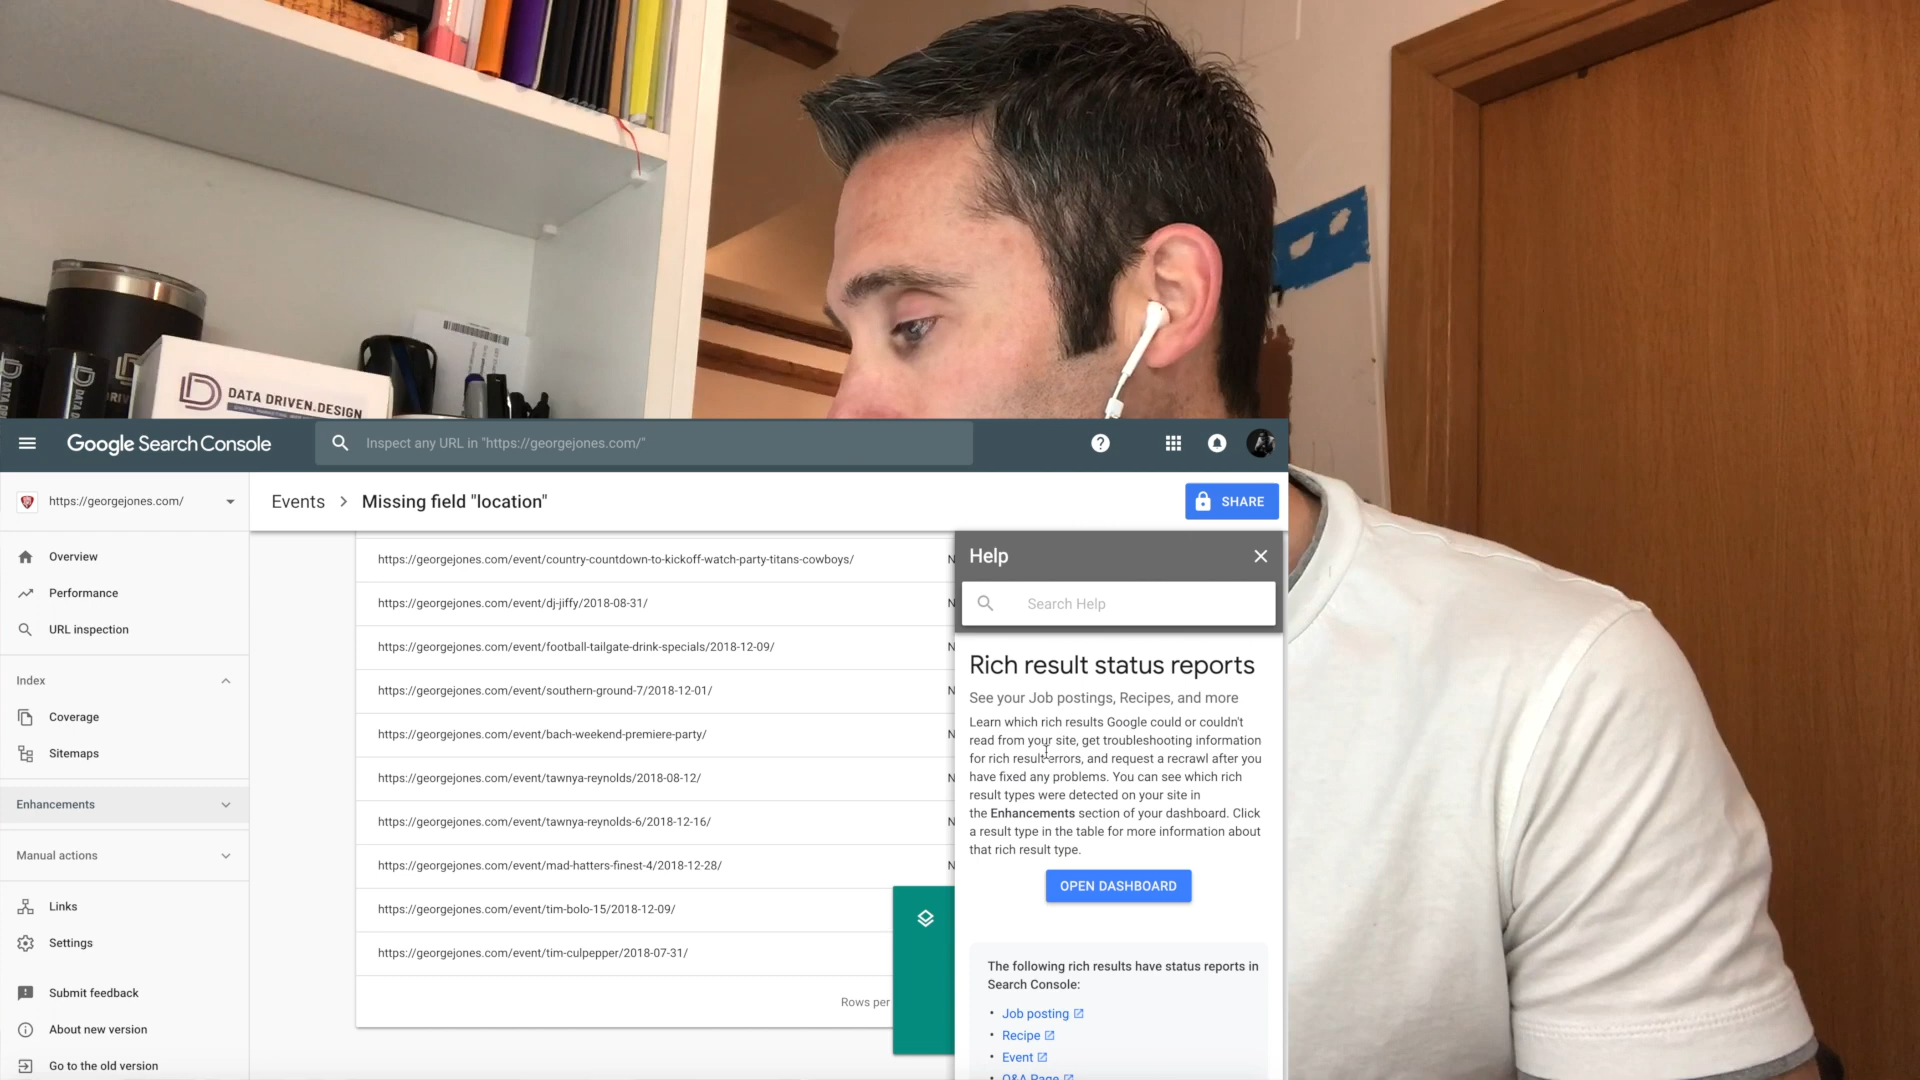 DATA DRIVEN.DESIGN
Google Search Console
Inspect any URL in "https://georgejones.com/"
https://georgejones.com/
Events > Missing field "location"
SHARE
Overview
Performance
URL inspection
Index
Coverage
Sitemaps
Enhancements
Manual actions
Links
Settings
Submit feedback
About new version
Go to the old version
https://georgejones.com/event/country-countdown-to-kickoff-watch-party-titans-cowboys/
N
https://georgejones.com/event/dj-jiffy/2018-08-31/
N
https://georgejones.com/event/football-tailgate-drink-specials/2018-12-09/
N
https://georgejones.com/event/southern-ground-7/2018-12-01/
N
https://georgejones.com/event/bach-weekend-premiere-party/
N
https://georgejones.com/event/tawnya-reynolds/2018-08-12/
N
https://georgejones.com/event/tawnya-reynolds-6/2018-12-16/
N
https://georgejones.com/event/mad-hatters-finest-4/2018-12-28/
N
https://georgejones.com/event/tim-bolo-15/2018-12-09/
https://georgejones.com/event/tim-culpepper/2018-07-31/
Rows per
Help
Search Help
Rich result status reports
See your Job postings, Recipes, and more
Learn which rich results Google could or couldn't
read from your site, get troubleshooting information
for rich result errors, and request a recrawl after you
have fixed any problems. You can see which rich
result types were detected on your site in
the Enhancements section of your dashboard. Click
a result type in the table for more information about
that rich result type.
OPEN DASHBOARD
The following rich results have status reports in
Search Console:
• Job posting
• Recipe
• Event
• Q&A Page